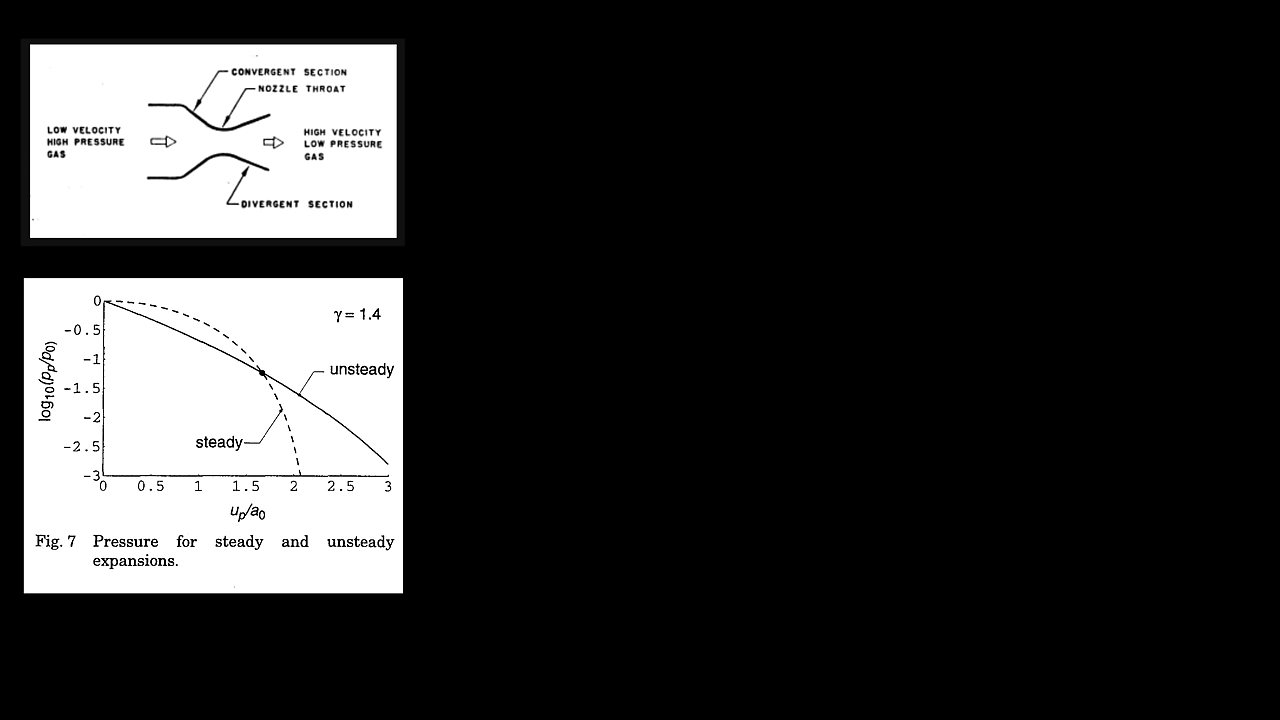 CONVERGENT SECTION
NOZZLE THROAT
LOW VELOCITY
HIGH PRESSURE
GAS
HIGH VELOCITY
LOW PRESSURE
GAS
DIVERGENT SECTION
γ = 1.4
log10(pp/p0)
0
-0.5
-1
-1.5
-2
-2.5
-3
unsteady
steady
0 0.5 1 1.5 2 2.5 3
up/a0
Fig. 7 Pressure for steady and unsteady
expansions.